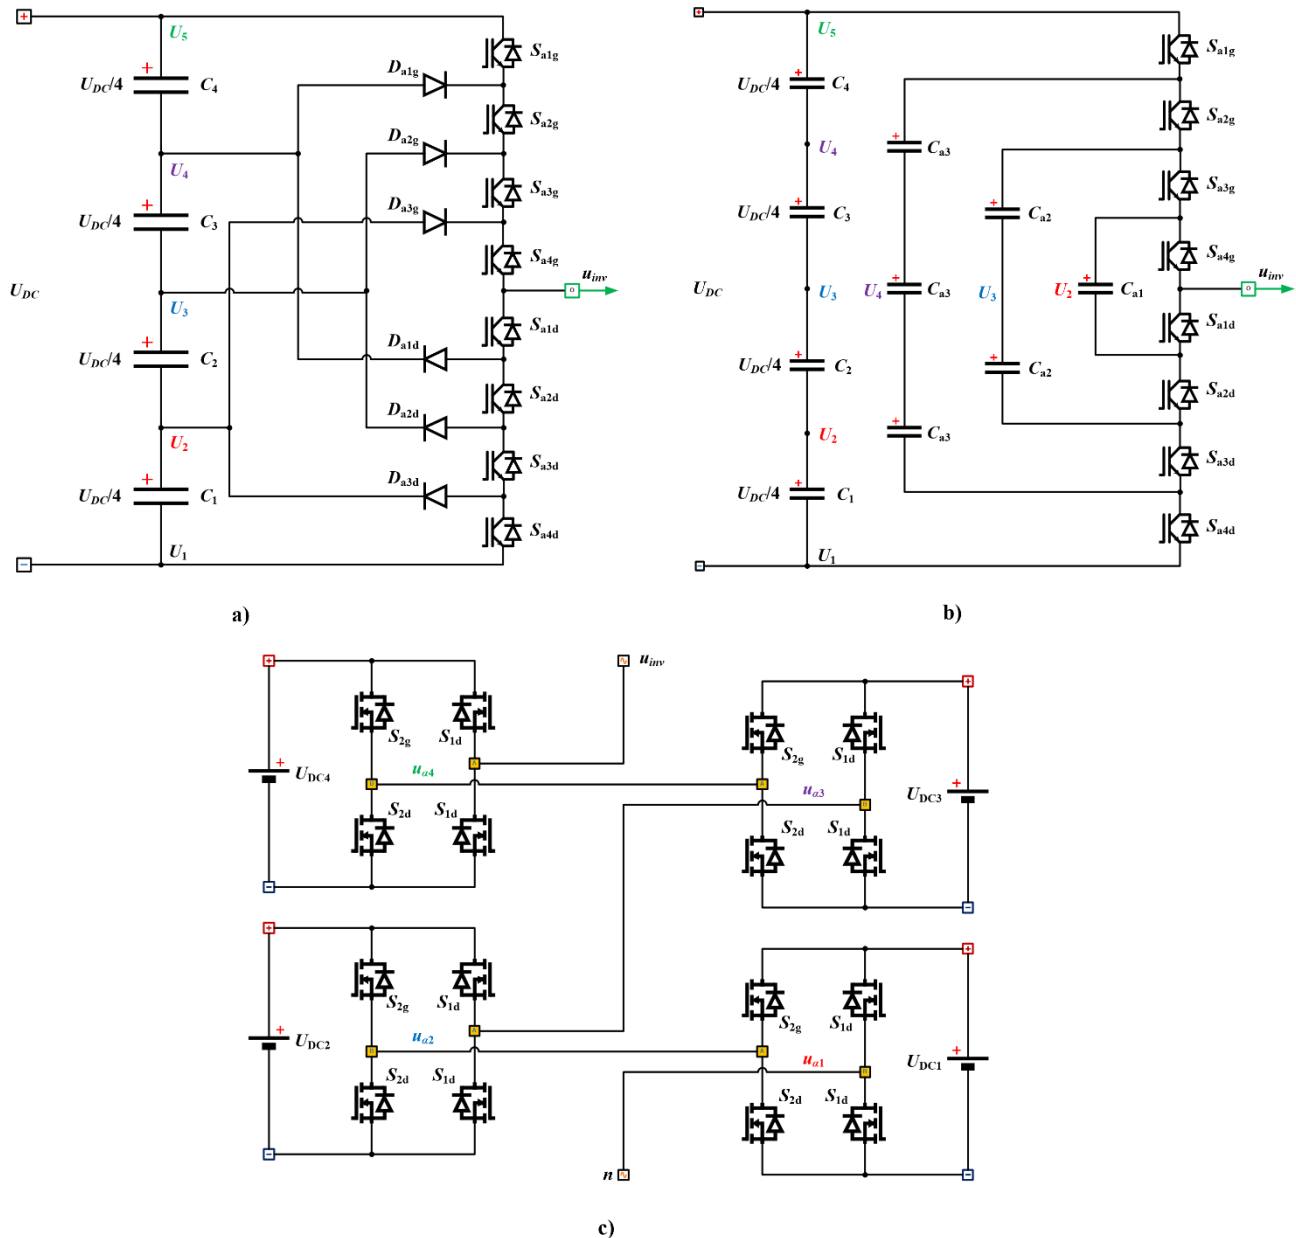 U5
Sa1g
Da1g
UDC/4 C4
Sa2g
Da2g
U4
Sa3g
Da3g
UDC/4 C3
Sa4g
UDC
uinv
U3
Sa1d
Da1d
UDC/4 C2
Sa2d
Da2d
U2
Sa3d
Da3d
UDC/4 C1
Sa4d
U1
a)
U5
Sa1g
UDC/4 C4
Sa2g
U4 Ca3
Sa3g
UDC/4 C3 Ca2
Sa4g
uinv
UDC U3 U4 Ca3 U3 U2 Ca1
Sa1d
UDC/4 C2 Ca2
Sa2d
U2 Ca3
Sa3d
UDC/4 C1
Sa4d
U1
b)
uinv
S2g S1d
UDC4
uα4
S2d S1d
S2g S1d
uα3 UDC3
S2d S1d
S2g S1d
UDC2 uα2
S2d S1d
S2g S1d
uα1 UDC1
S2d S1d
n
c)